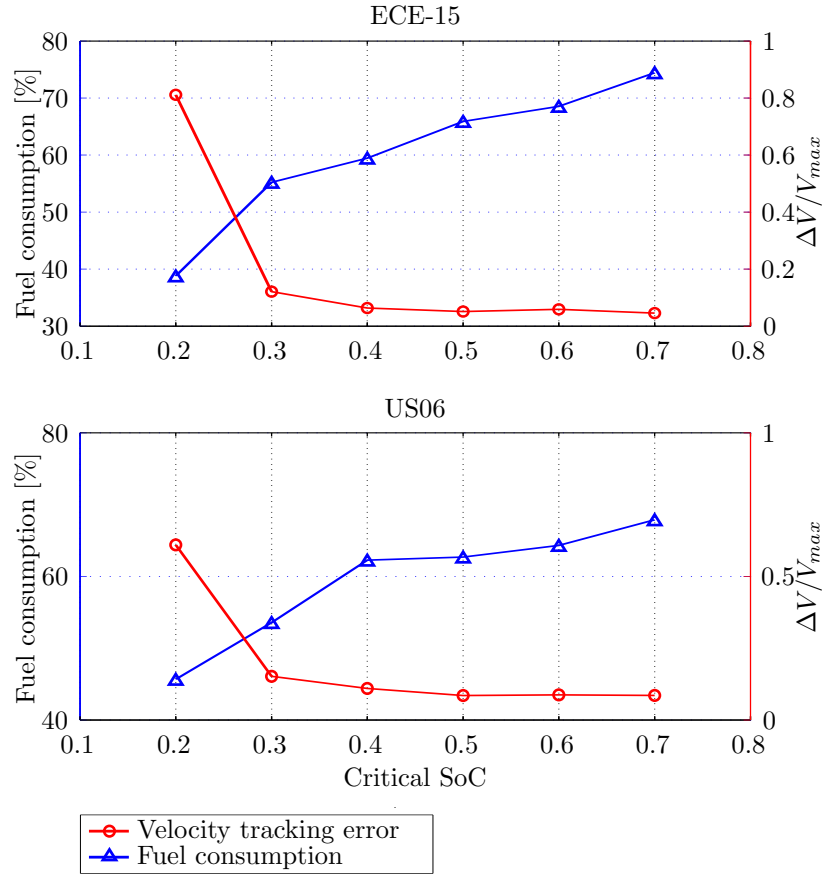 ECE-15
80
70
60
50
40
30
Fuel consumption [%]
1
0.8
0.6
0.4
0.2
0
ΔV/V_max
0.1 0.2 0.3 0.4 0.5 0.6 0.7 0.8
US06
80
60
40
Fuel consumption [%]
1
0.5
0
ΔV/V_max
0.1 0.2 0.3 0.4 0.5 0.6 0.7 0.8
Critical SoC
Velocity tracking error
Fuel consumption